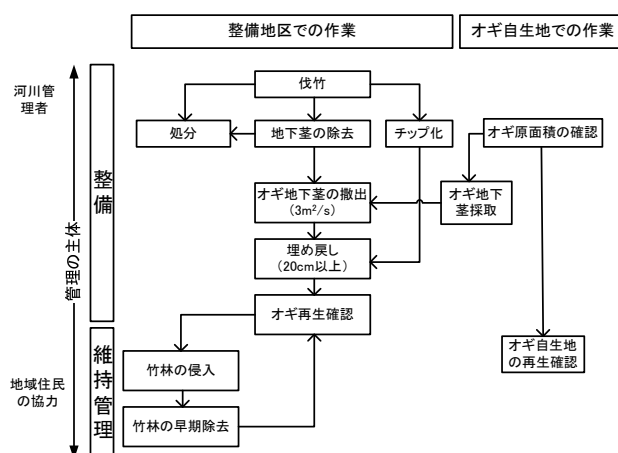 整備地区での作業
オギ自生地での作業
河川管
理者
管理の主体
地域住民
の協力
整備
維持管理
伐竹
処分
地下茎の除去
チップ化
オギ原面積の確認
オギ地下茎の撒出
(3m²/s)
オギ地下
茎採取
埋め戻し
(20cm以上)
オギ再生確認
オギ自生地
の再生確認
竹林の侵入
竹林の早期除去